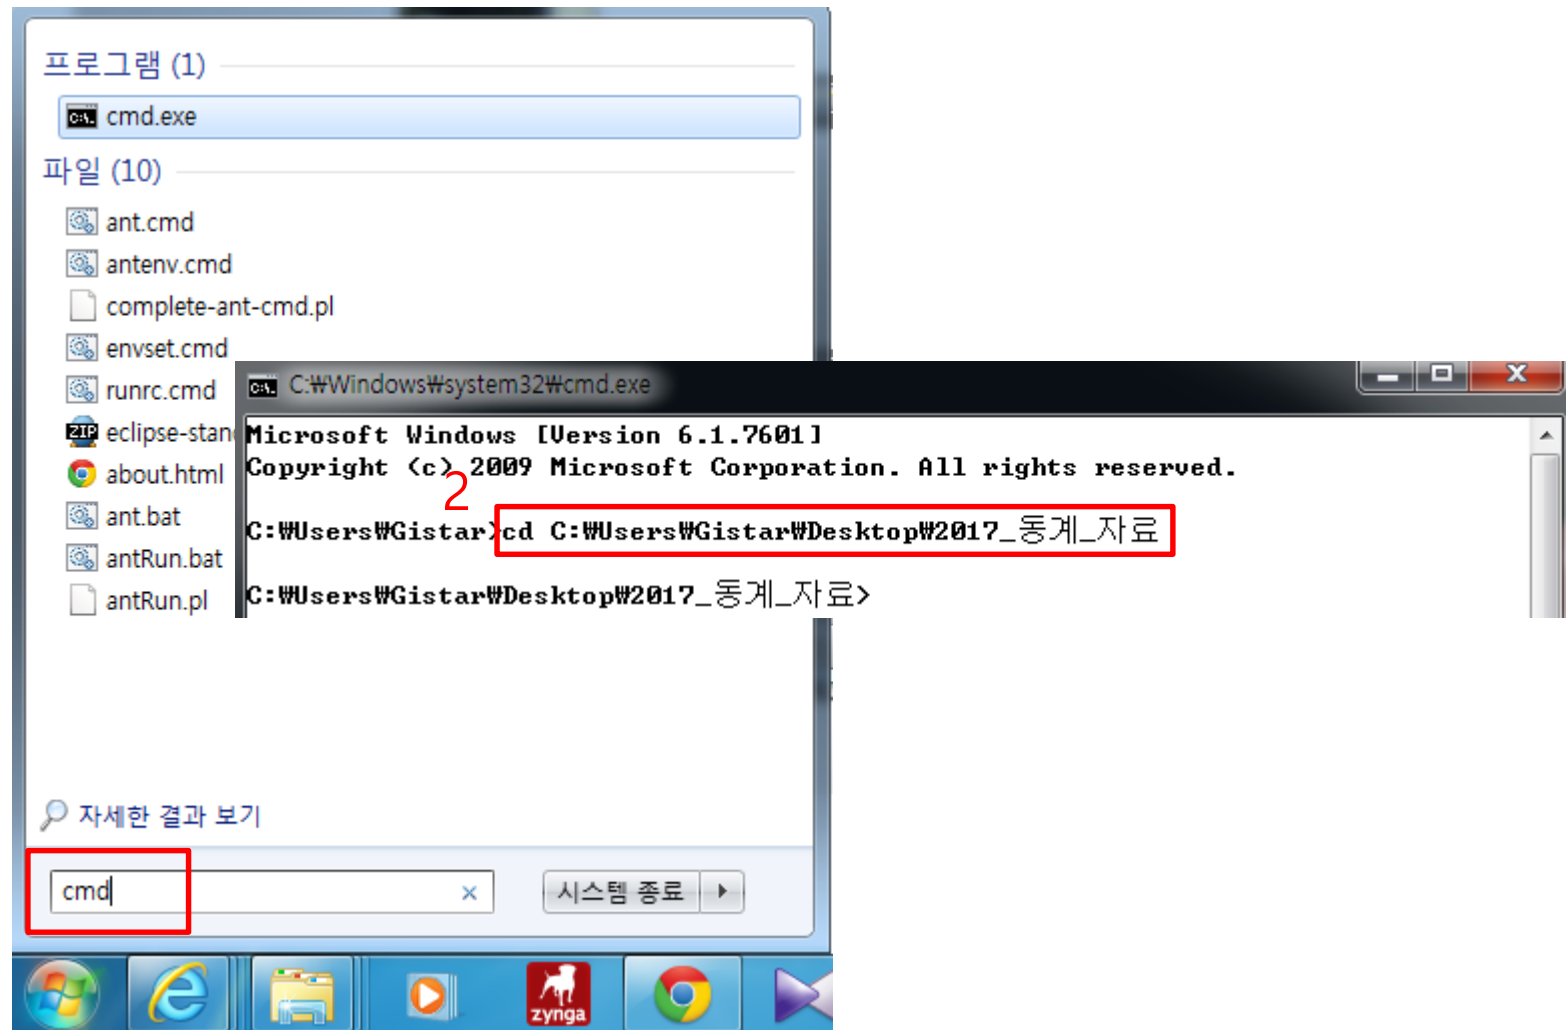 프로그램 (1)
cmd.exe
파일 (10)
ant.cmd
antenv.cmd
complete-ant-cmd.pl
envset.cmd
runrc.cmd
eclipse-stan
about.html
ant.bat
antRun.bat
antRun.pl
자세한 결과 보기
cmd
시스템 종료
zynga
C:₩Windows₩system32₩cmd.exe
Microsoft Windows [Version 6.1.7601]
Copyright (c) 2009 Microsoft Corporation. All rights reserved.
2
C:₩Users₩Gistar>cd C:₩Users₩Gistar₩Desktop₩2017_동계_자료
C:₩Users₩Gistar₩Desktop₩2017_동계_자료>